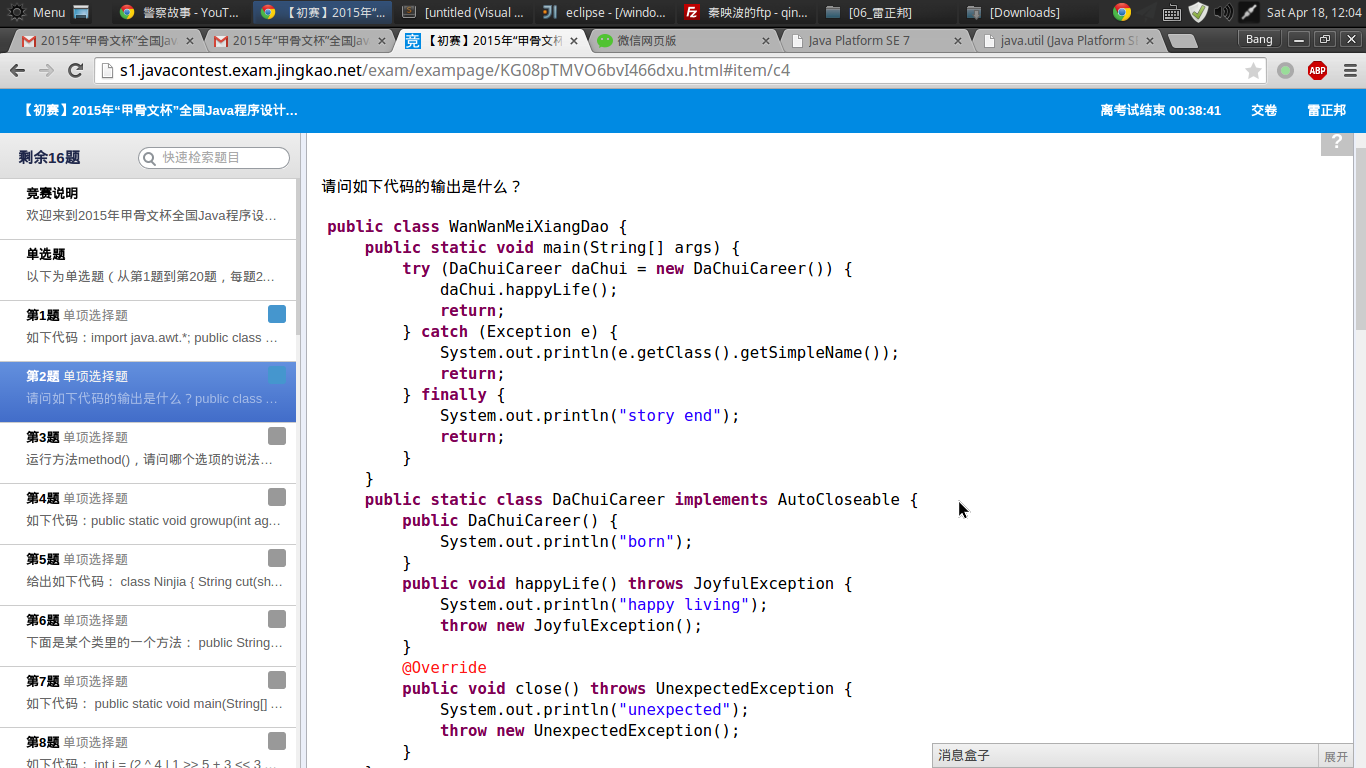 Menu
警察故事 - YouT...
【初赛】2015年“...
[untitled (Visual ...
eclipse - [/windo...
秦映波的ftp - qin...
[06_雷正邦]
[Downloads]
Sat Apr 18, 12:04
2015年“甲骨文杯”全国Jav
2015年“甲骨文杯”全国Jav
竞
【初赛】2015年“甲骨文杯
微信网页版
Java Platform SE 7
java.util (Java Platform SE
Bang
s1.javacontest.exam.jingkao.net/exam/exampage/KG08pTMVO6bvI466dxu.html#item/c4
ABP
【初赛】2015年“甲骨文杯”全国Java程序设计...
离考试结束 00:38:41
交卷
雷正邦
剩余16题
快速检索题目
?
竞赛说明
欢迎来到2015年甲骨文杯全国Java程序设...
单选题
以下为单选题（从第1题到第20题，每题2...
第1题 单项选择题
如下代码：import java.awt.*; public class ...
第2题 单项选择题
请问如下代码的输出是什么？public class ...
第3题 单项选择题
运行方法method()，请问哪个选项的说法...
第4题 单项选择题
如下代码：public static void growup(int ag...
第5题 单项选择题
给出如下代码： class Ninjia { String cut(sh...
第6题 单项选择题
下面是某个类里的一个方法： public String...
第7题 单项选择题
如下代码： public static void main(String[] ...
第8题 单项选择题
如下代码： int i = (2 ^ 4 | 1 >> 5 + 3 << 3 ...
请问如下代码的输出是什么？
public class WanWanMeiXiangDao {
public static void main(String[] args) {
try (DaChuiCareer daChui = new DaChuiCareer()) {
daChui.happyLife();
return;
} catch (Exception e) {
System.out.println(e.getClass().getSimpleName());
return;
} finally {
System.out.println("story end");
return;
}
}
public static class DaChuiCareer implements AutoCloseable {
public DaChuiCareer() {
System.out.println("born");
}
public void happyLife() throws JoyfulException {
System.out.println("happy living");
throw new JoyfulException();
}
@Override
public void close() throws UnexpectedException {
System.out.println("unexpected");
throw new UnexpectedException();
}
消息盒子
展开